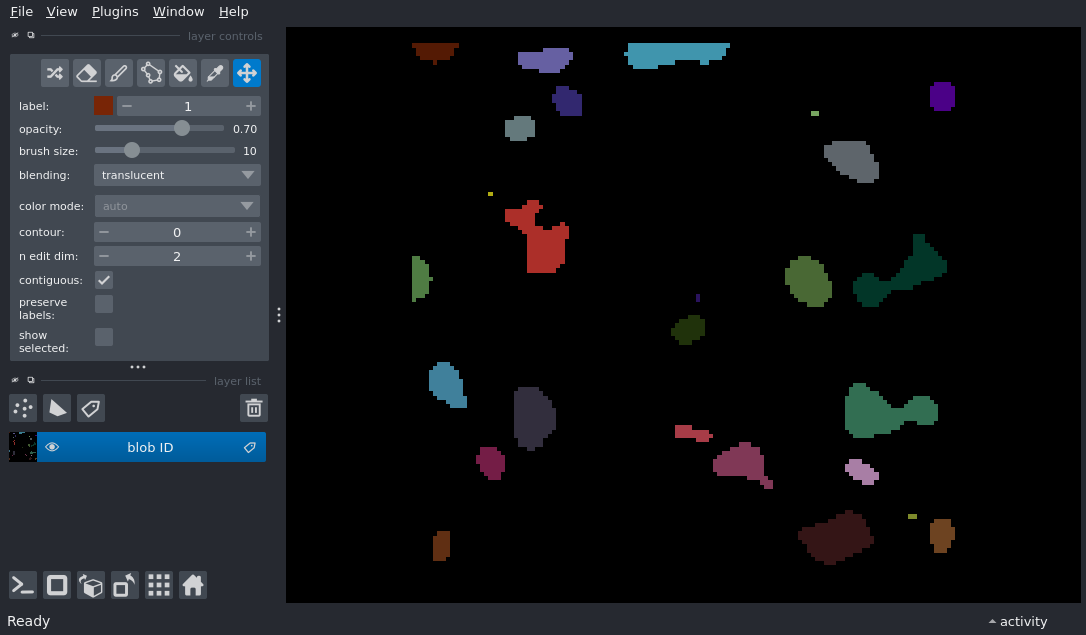 File View Plugins Window Help
layer controls
label: 1
opacity: 0.70
brush size: 10
blending: translucent
color mode: auto
contour: 0
n edit dim: 2
contiguous:
preserve
labels:
show
selected:
layer list
blob ID
Ready
activity